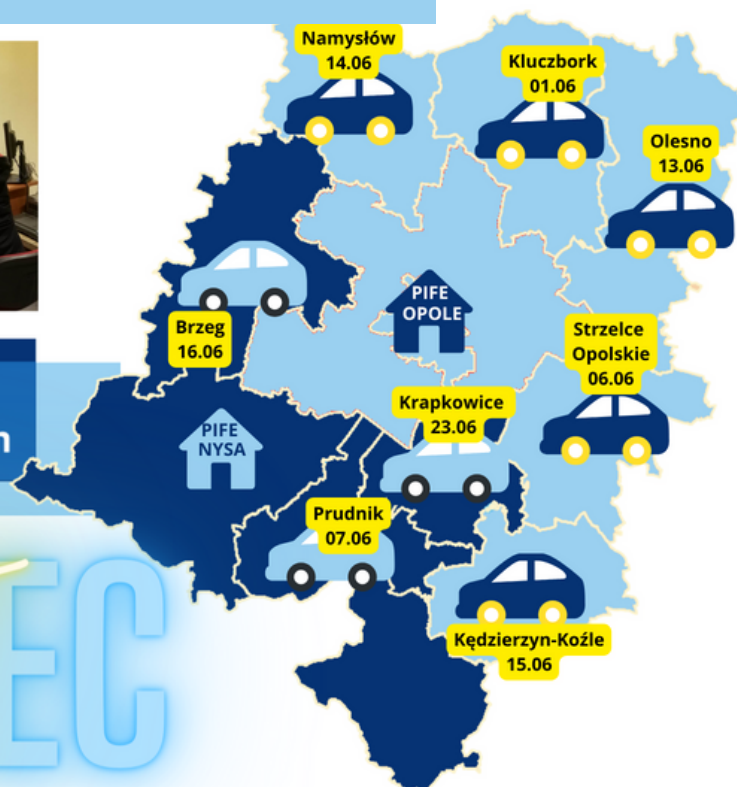 Namysłów
14.06
Kluczbork
01.06
Olesno
13.06
PIFE
OPOLE
Brzeg
16.06
Strzelce
Opolskie
06.06
Krapkowice
23.06
PIFE
NYSA
Prudnik
07.06
Kędzierzyn-Koźle
15.06
EC